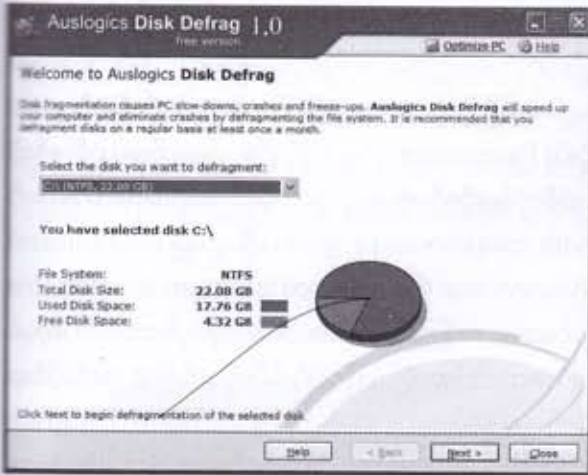 Auslogics Disk Defrag 1.0
free version
Optimize PC Help
Welcome to Auslogics Disk Defrag
Disk fragmentation causes PC slow-downs, crashes and freeze-ups. Auslogics Disk Defrag will speed up
your computer and eliminate crashes by defragmenting the file system. It is recommended that you
defragment disks on a regular basis at least once a month.
Select the disk you want to defragment:
C:\ (NTFS, 22.08 GB)
You have selected disk C:\
File System: NTFS
Total Disk Size: 22.08 GB
Used Disk Space: 17.76 GB
Free Disk Space: 4.32 GB
Click Next to begin defragmentation of the selected disk
Help < Back Next > Close